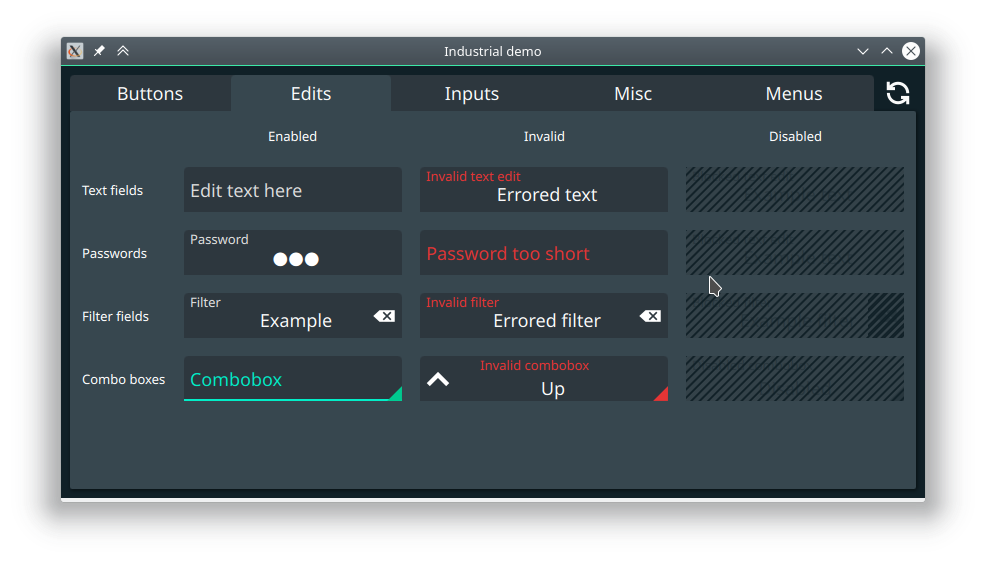 Industrial demo
Buttons
Edits
Inputs
Misc
Menus
Enabled
Invalid
Disabled
Text fields
Edit text here
Invalid text edit
Errored text
Passwords
Password
●●●
Password too short
Filter fields
Filter
Example
Invalid filter
Errored filter
Combo boxes
Combobox
Invalid combobox
Up